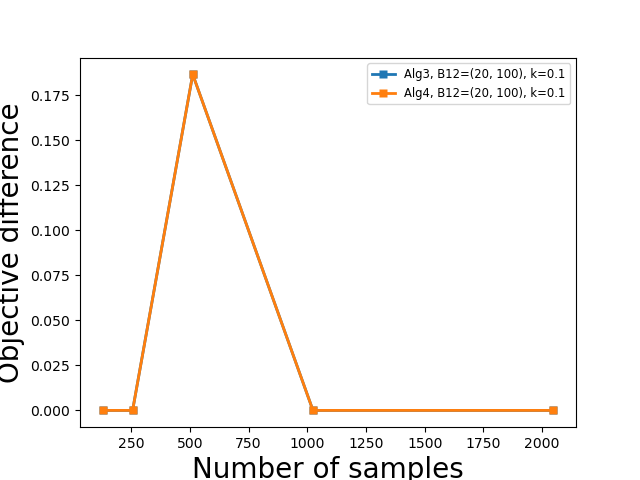 Alg3, B12=(20, 100), k=0.1
Alg4, B12=(20, 100), k=0.1
Objective difference
0.175
0.150
0.125
0.100
0.075
0.050
0.025
0.000
250 500 750 1000 1250 1500 1750 2000
Number of samples